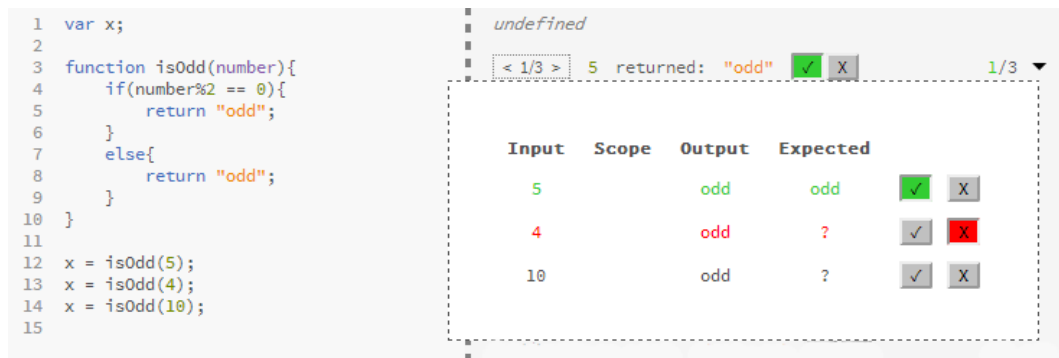 1 var x;
2
3 function isOdd(number){
4 if(number%2 == 0){
5 return "odd";
6 }
7 else{
8 return "odd";
9 }
10 }
11
12 x = isOdd(5);
13 x = isOdd(4);
14 x = isOdd(10);
15
undefined
< 1/3 > 5 returned: "odd" ✓ X 1/3 ▼
Input Scope Output Expected
5 odd odd ✓ X
4 odd ? ✓ X
10 odd ? ✓ X